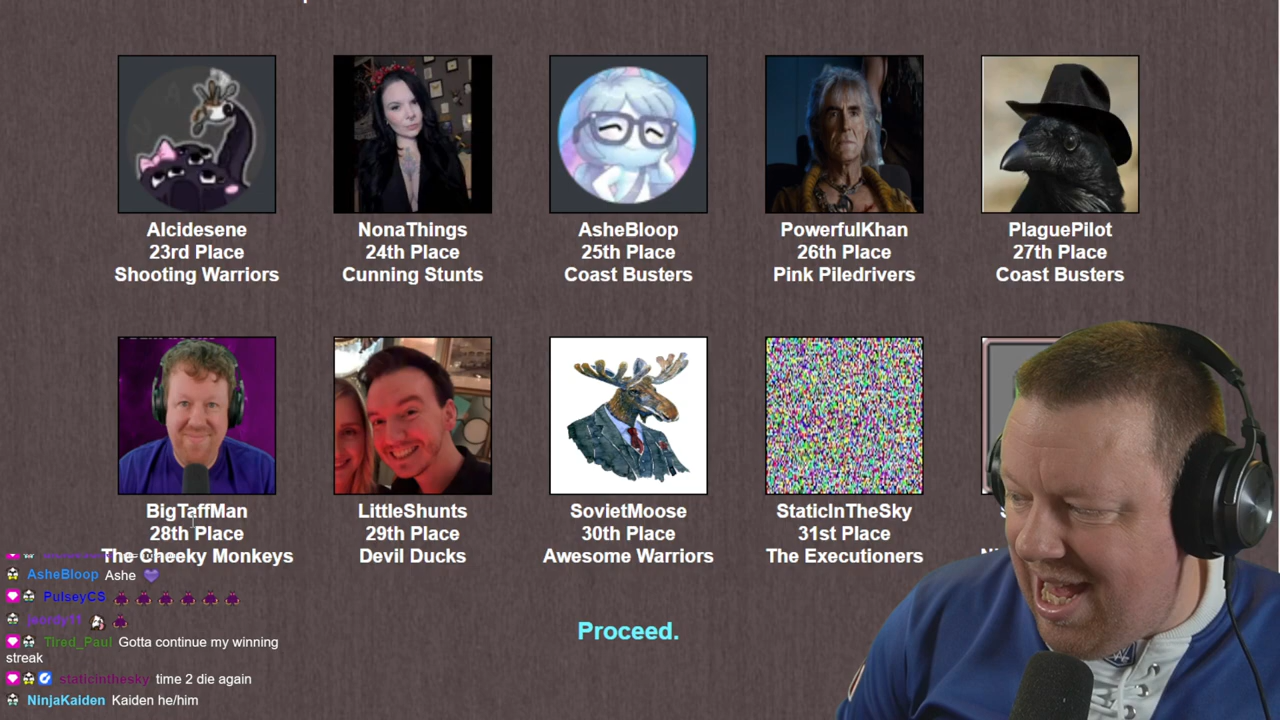 Alcidesene
23rd Place
Shooting Warriors
NonaThings
24th Place
Cunning Stunts
AsheBloop
25th Place
Coast Busters
PowerfulKhan
26th Place
Pink Piledrivers
PlaguePilot
27th Place
Coast Busters
BigTaffMan
28th Place
The Cheeky Monkeys
LittleShunts
29th Place
Devil Ducks
SovietMoose
30th Place
Awesome Warriors
StaticInTheSky
31st Place
The Executioners
AsheBloop Ashe
PulseyCS
Tired_Paul Gotta continue my winning
streak
staticinthesky time 2 die again
NinjaKaiden Kaiden he/him
Proceed.